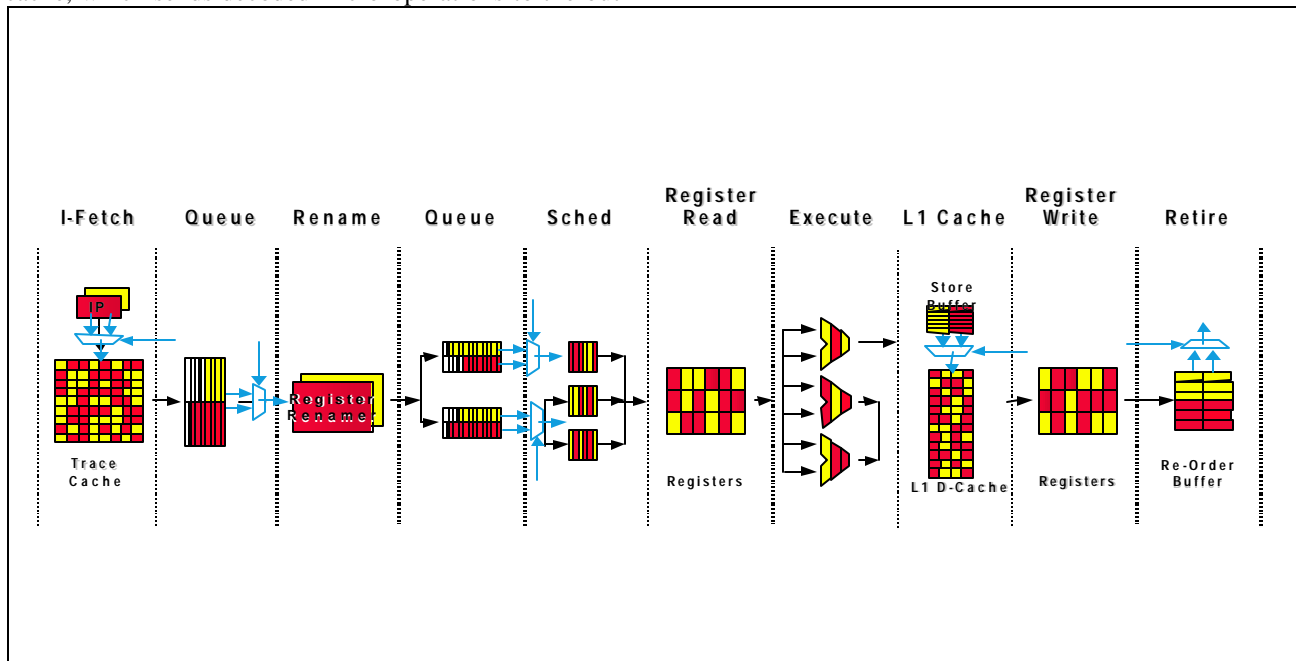 I-Fetch
Queue
Rename
Queue
Sched
Register
Read
Execute
L1 Cache
Register
Write
Retire
IP
Register
Renamer
Store
Buffer
Trace
Cache
Registers
L1 D-Cache
Registers
Re-Order
Buffer